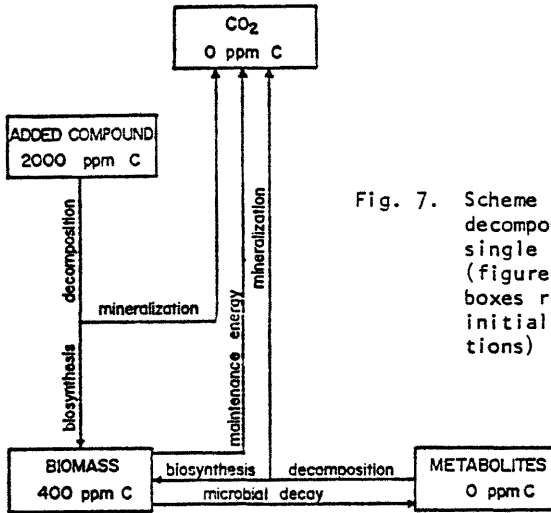 CO2
0 ppm C
ADDED COMPOUND
2000 ppm C
decomposition
mineralization
biosynthesis
maintenance energy
mineralization
BIOMASS
400 ppm C
biosynthesis
decomposition
microbial decay
METABOLITES
0 ppm C
Fig. 7. Scheme
decompo
single
(figure
boxes r
initial
tions)